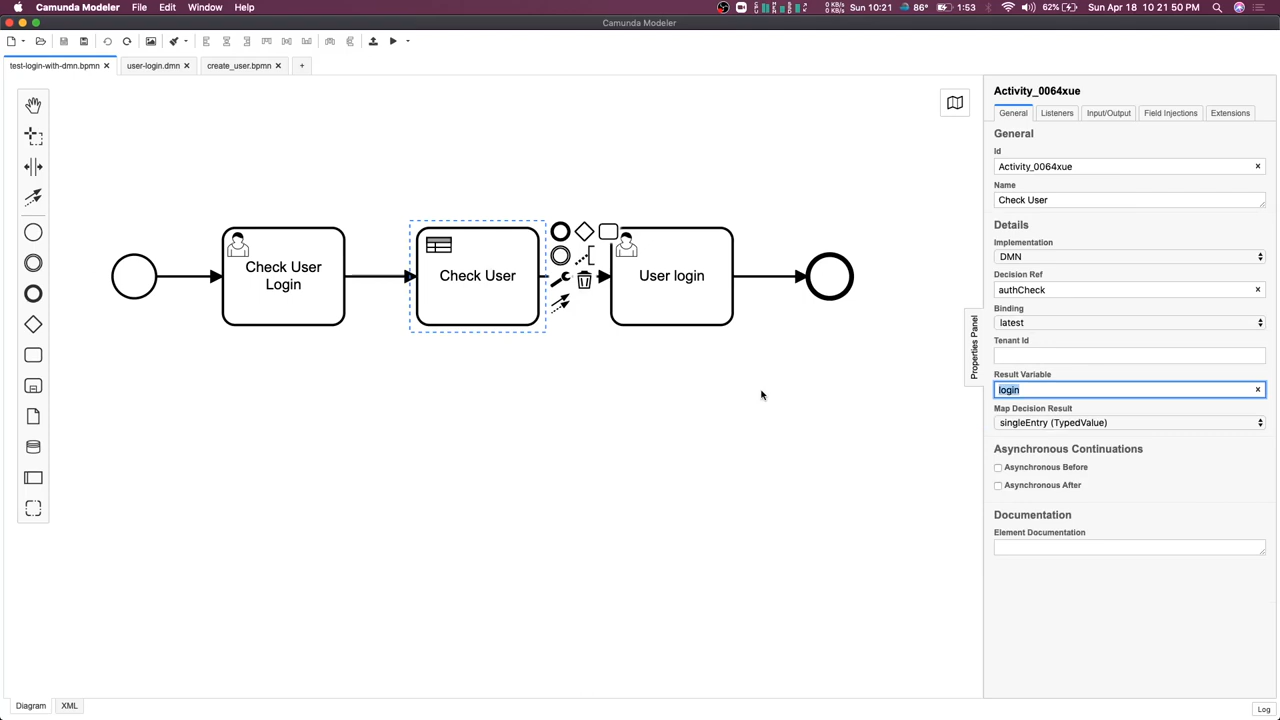 Camunda Modeler File Edit Window Help 0 KB/s 0 KB/s Sun 10:21 86° 1:53 62% Sun Apr 18 10 21 50 PM
Camunda Modeler
test-login-with-dmn.bpmn user-login.dmn create_user.bpmn +
Activity_0064xue
General Listeners Input/Output Field Injections Extensions
General
Id
Activity_0064xue
Name
Check User
Details
Implementation
DMN
Decision Ref
authCheck
Binding
latest
Tenant Id
Result Variable
login
Map Decision Result
singleEntry (TypedValue)
Asynchronous Continuations
Asynchronous Before
Asynchronous After
Documentation
Element Documentation
Properties Panel
Check User
Login
Check User
User login
Diagram XML
Log